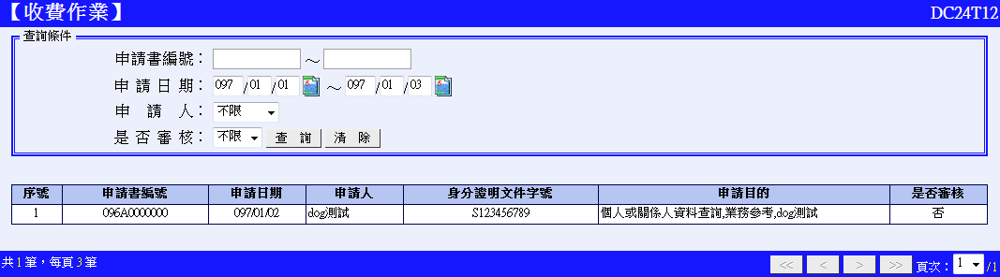 【收費作業】 DC24T12
查詢條件
申請書編號： ～
申請日期： 097 /01 /01 ～ 097 /01 /03
申請人： 不限
是否審核： 不限 查詢 清除
序號 申請書編號 申請日期 申請人 身分證明文件字號 申請目的 是否審核
1 096A0000000 097/01/02 dog測試 S123456789 個人或關係人資料查詢,業務參考,dog測試 否
共1筆，每頁3筆 << < > >> 頁次： 1 /1